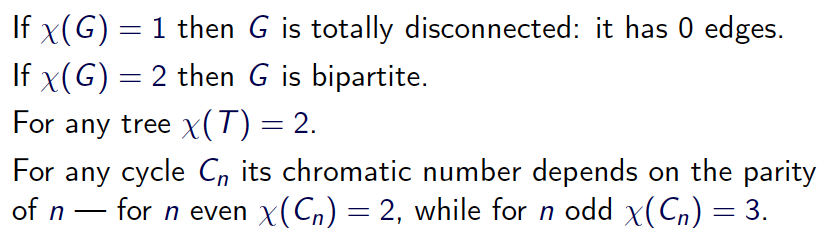 If χ(G) = 1 then G is totally disconnected: it has 0 edges.
If χ(G) = 2 then G is bipartite.
For any tree χ(T) = 2.
For any cycle Cₙ its chromatic number depends on the parity
of n — for n even χ(Cₙ) = 2, while for n odd χ(Cₙ) = 3.